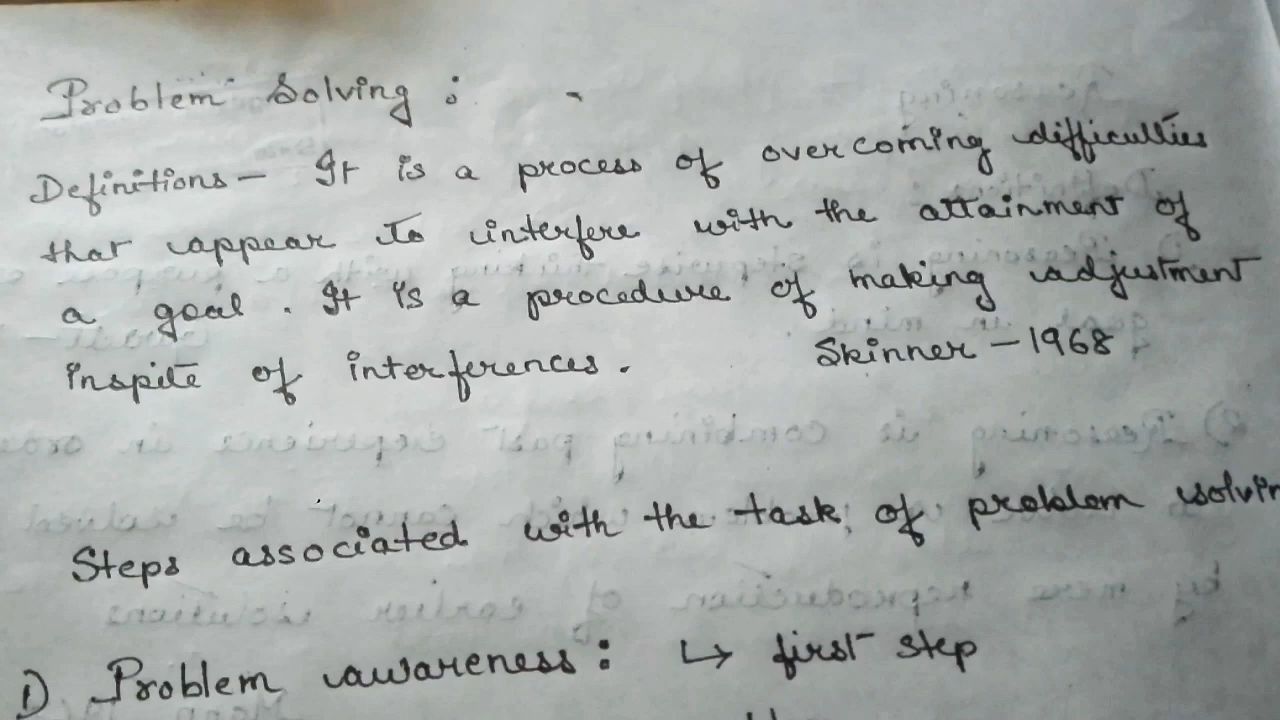 Problem Solving :
Definitions - It is a process of overcoming difficulties
that appear to interfere with the attainment of
a goal. It is a procedure of making adjustment
inspite of interferences. Skinner - 1968
Steps associated with the task of problem solvin
1) Problem awareness : ↳ first step